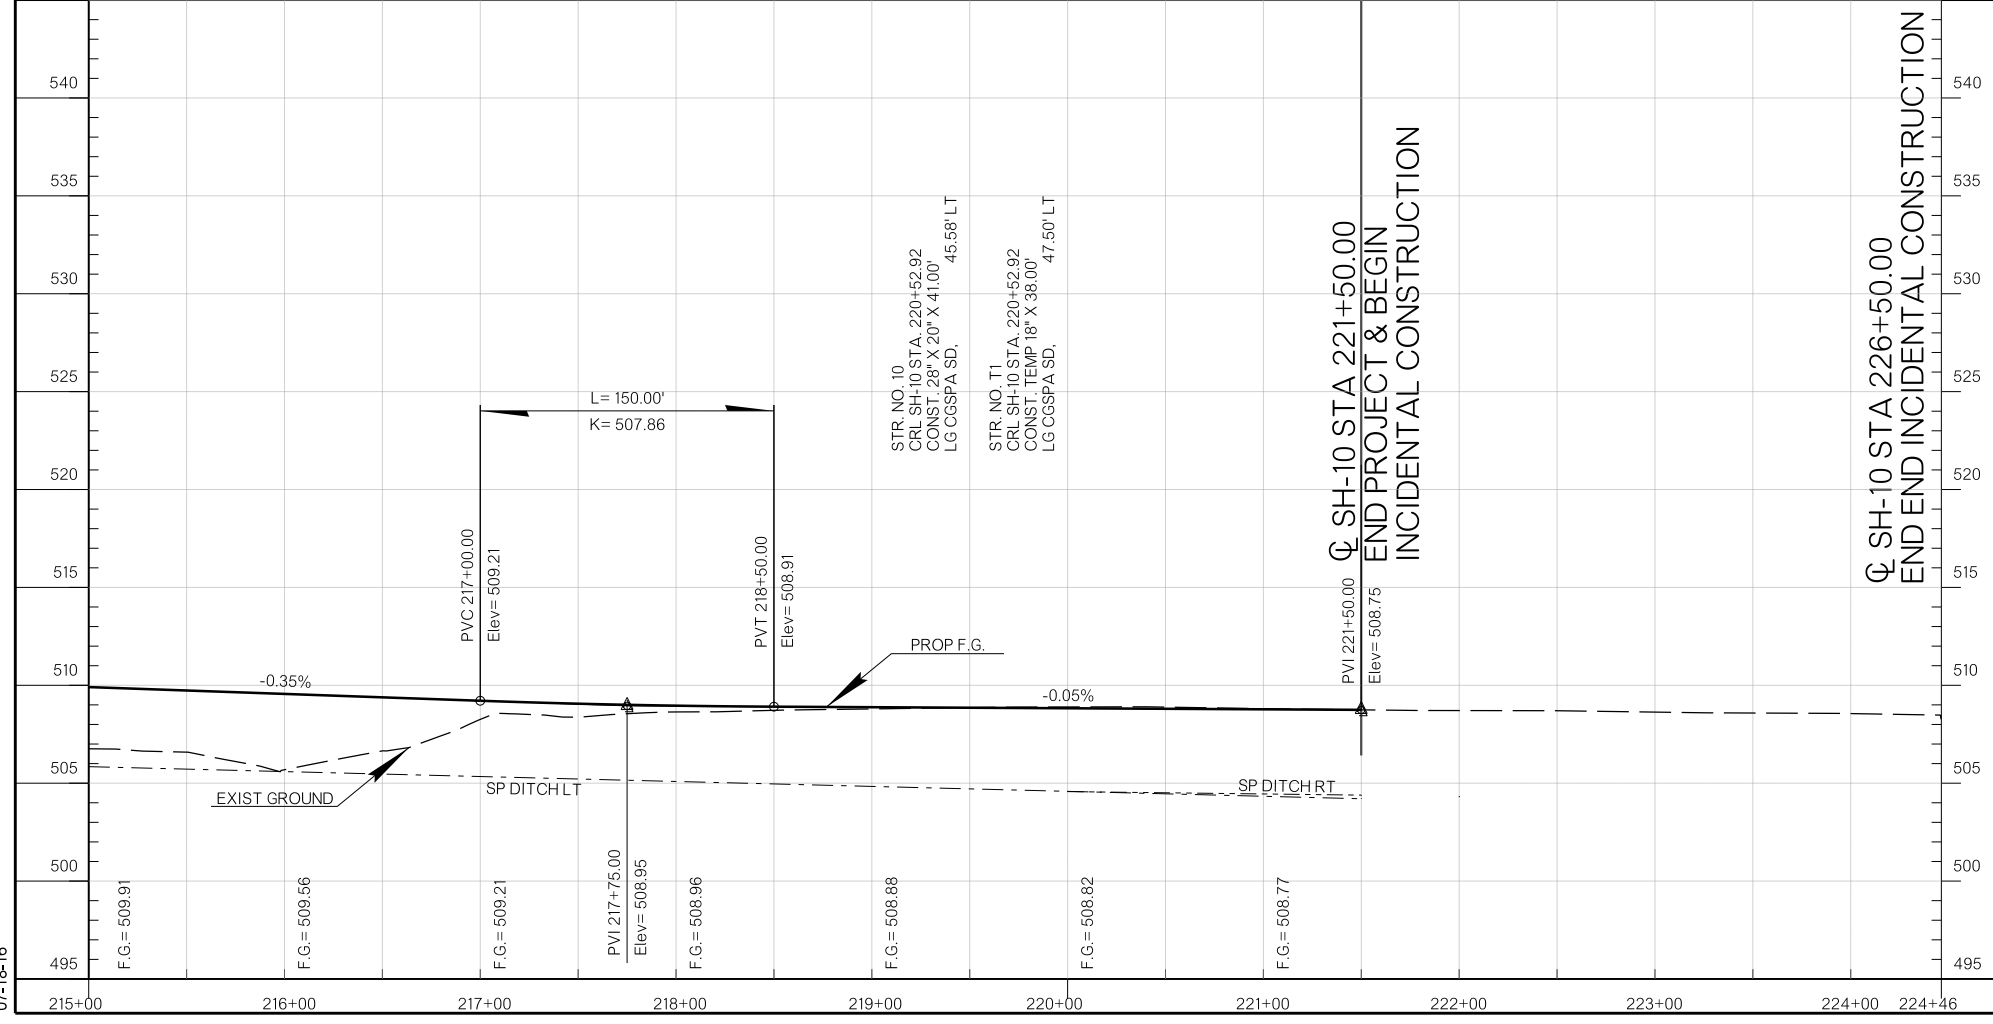 540
535
530
525
520
515
510
505
500
495
L= 150.00'
K= 507.86
PVC 217+00.00
Elev= 509.21
PVT 218+50.00
Elev= 508.91
STR. NO. 10
CRL SH-10 STA. 220+52.92
CONST. 28" X 20" X 41.00'
LG CGSPA SD, 45.58' LT
STR. NO. T1
CRL SH-10 STA. 220+52.92
CONST. TEMP 18" X 38.00'
LG CGSPA SD, 47.50' LT
℄ SH-10 STA 221+50.00
END PROJECT & BEGIN
INCIDENTAL CONSTRUCTION
℄ SH-10 STA 226+50.00
END END INCIDENTAL CONSTRUCTION
PVI 221+50.00
Elev= 508.75
PROP F.G.
-0.35%
-0.05%
EXIST GROUND
SP DITCH LT
SP DITCH RT
PVI 217+75.00
Elev= 508.95
F.G.= 509.91
F.G.= 509.56
F.G.= 509.21
F.G.= 508.96
F.G.= 508.88
F.G.= 508.82
F.G.= 508.77
540
535
530
525
520
515
510
505
500
495
215+00
216+00
217+00
218+00
219+00
220+00
221+00
222+00
223+00
224+00
224+46